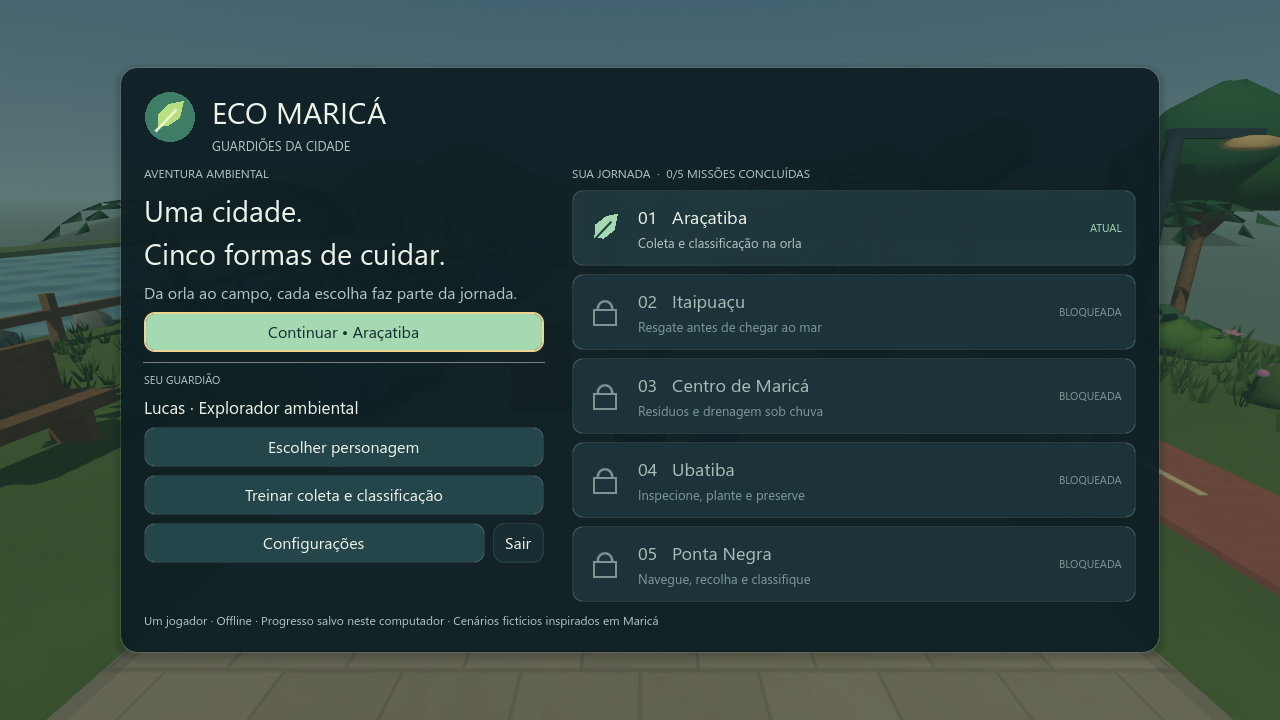 ECO MARICÁ
GUARDIÕES DA CIDADE
AVENTURA AMBIENTAL
Uma cidade.
Cinco formas de cuidar.
Da orla ao campo, cada escolha faz parte da jornada.
Continuar • Araçatiba
SEU GUARDIÃO
Lucas · Explorador ambiental
Escolher personagem
Treinar coleta e classificação
Configurações
Sair
SUA JORNADA · 0/5 MISSÕES CONCLUÍDAS
01 Araçatiba
Coleta e classificação na orla
ATUAL
02 Itaipuaçu
Resgate antes de chegar ao mar
BLOQUEADA
03 Centro de Maricá
Resíduos e drenagem sob chuva
BLOQUEADA
04 Ubatiba
Inspecione, plante e preserve
BLOQUEADA
05 Ponta Negra
Navegue, recolha e classifique
BLOQUEADA
Um jogador · Offline · Progresso salvo neste computador · Cenários fictícios inspirados em Maricá